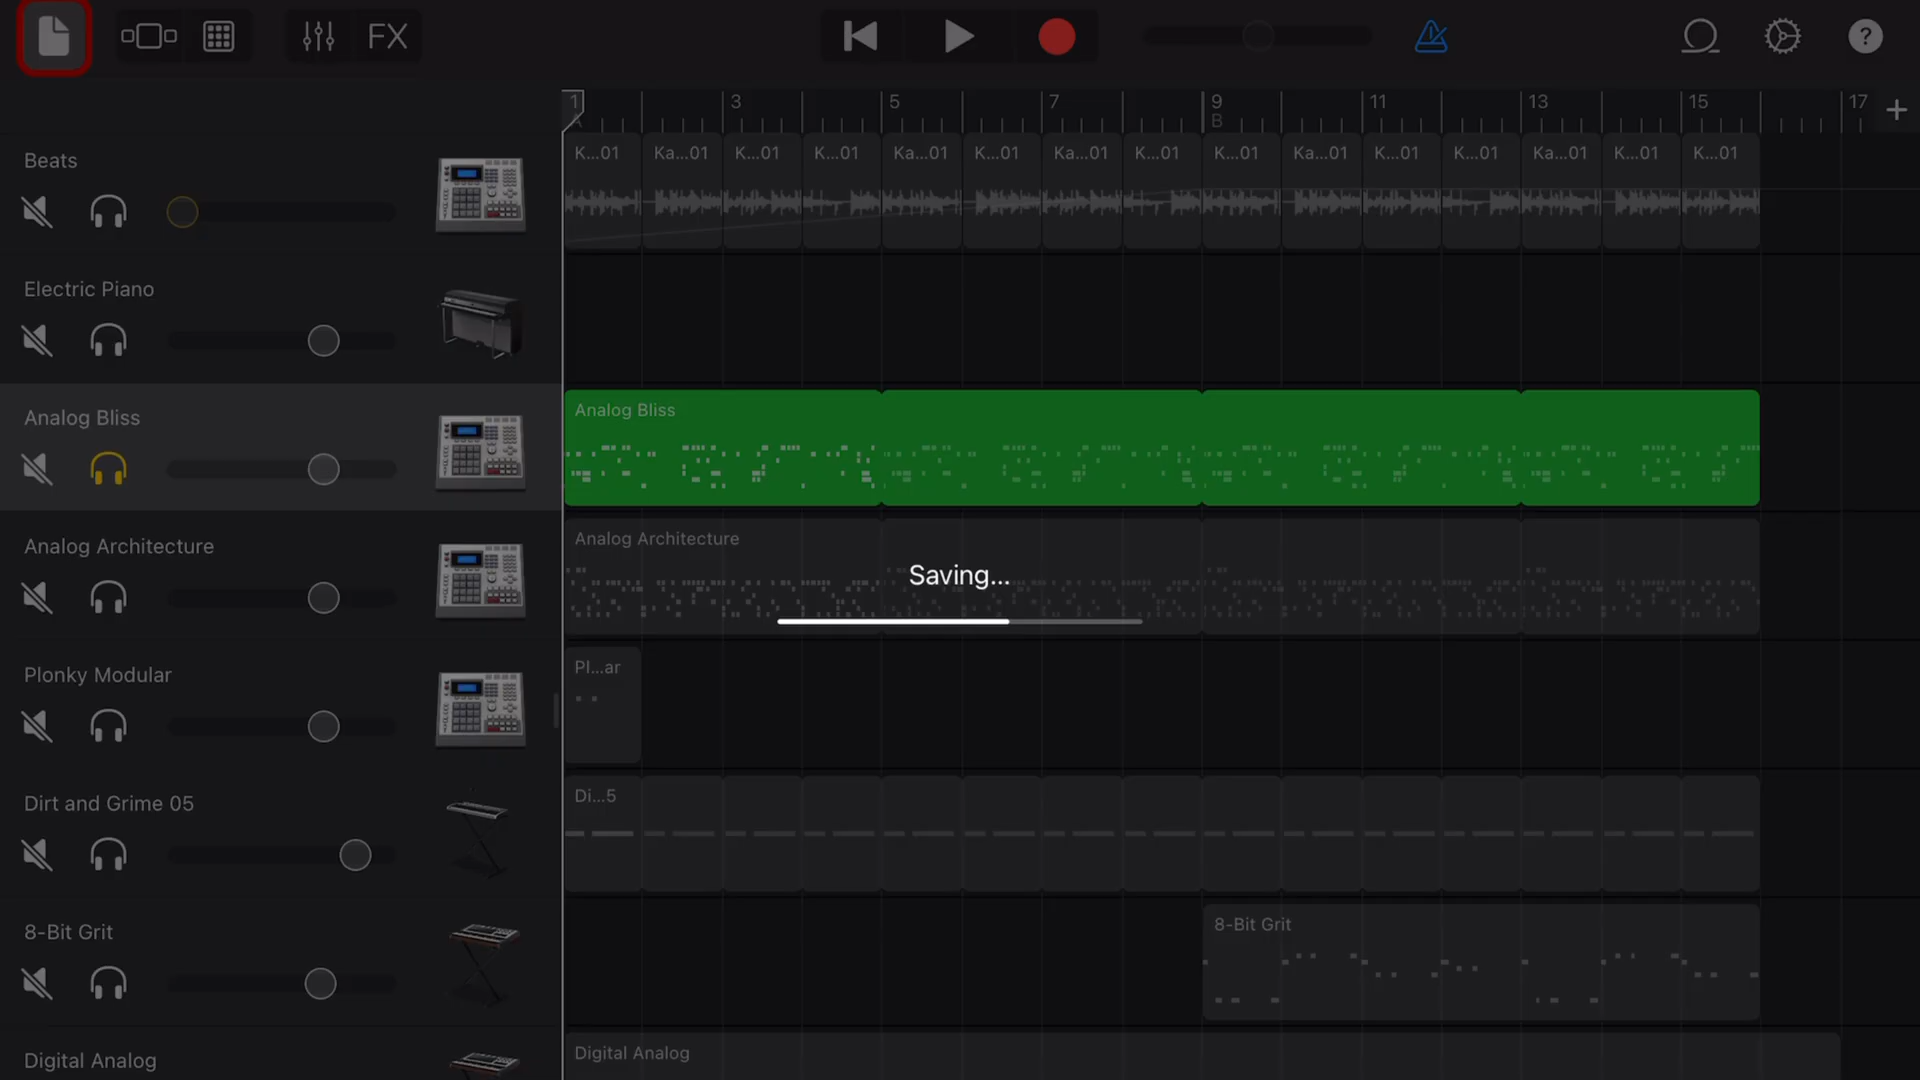 FX
?
1 3 5 7 9 11 13 15 17 +
A B
Beats
K...01 Ka...01 K...01 K...01 Ka...01 K...01 Ka...01 K...01 K...01 Ka...01 K...01 K...01 Ka...01 K...01 K...01
Electric Piano
Analog Bliss
Analog Bliss
Analog Architecture
Analog Architecture
Saving...
Plonky Modular
Pl...ar
Dirt and Grime 05
Di...5
8-Bit Grit
8-Bit Grit
Digital Analog
Digital Analog